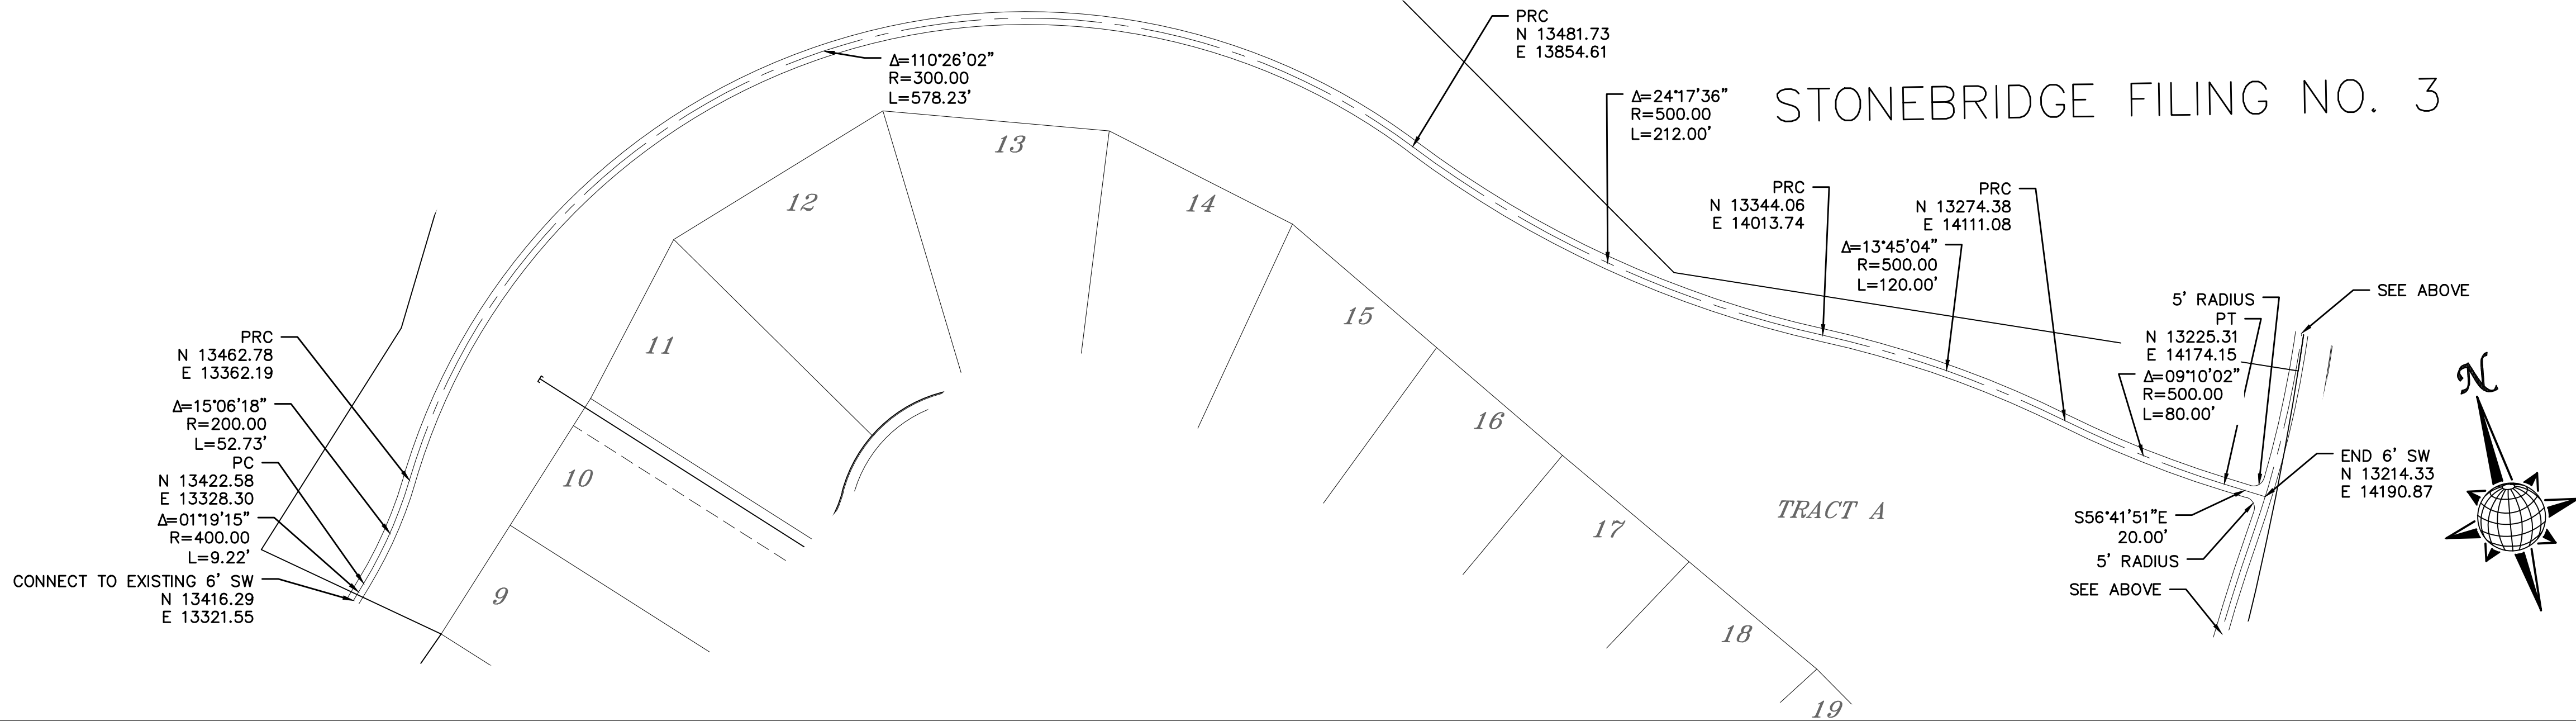 PRC
N 13481.73
E 13854.61
Δ=110°26'02"
R=300.00
L=578.23'
STONEBRIDGE FILING NO. 3
Δ=24°17'36"
R=500.00
L=212.00'
13
12
14
PRC
N 13344.06
E 14013.74
PRC
N 13274.38
E 14111.08
Δ=13°45'04"
R=500.00
L=120.00'
5' RADIUS
PT
N 13225.31
E 14174.15
SEE ABOVE
Δ=09°10'02"
R=500.00
L=80.00'
15
11
PRC
N 13462.78
E 13362.19
Δ=15°06'18"
R=200.00
L=52.73'
PC
N 13422.58
E 13328.30
Δ=01°19'15"
R=400.00
L=9.22'
CONNECT TO EXISTING 6' SW
N 13416.29
E 13321.55
16
10
END 6' SW
N 13214.33
E 14190.87
N
TRACT A
17
S56°41'51"E
20.00'
5' RADIUS
SEE ABOVE
9
18
19